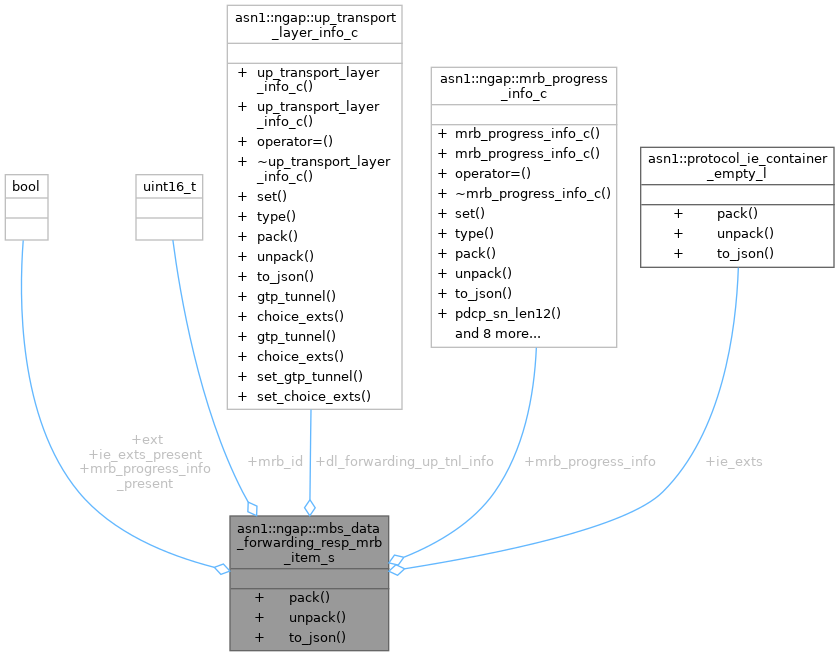 asn1::ngap::up_transport
_layer_info_c
+ up_transport_layer
_info_c()
+ up_transport_layer
_info_c()
+ operator=()
+ ~up_transport_layer
_info_c()
+ set()
+ type()
+ pack()
+ unpack()
+ to_json()
+ gtp_tunnel()
+ choice_exts()
+ gtp_tunnel()
+ choice_exts()
+ set_gtp_tunnel()
+ set_choice_exts()
asn1::ngap::mrb_progress
_info_c
+ mrb_progress_info_c()
+ mrb_progress_info_c()
+ operator=()
+ ~mrb_progress_info_c()
+ set()
+ type()
+ pack()
+ unpack()
+ to_json()
+ pdcp_sn_len12()
and 8 more...
asn1::protocol_ie_container
_empty_l
+ pack()
+ unpack()
+ to_json()
bool
uint16_t
+ext
+ie_exts_present
+mrb_progress_info
_present
+mrb_id
+dl_forwarding_up_tnl_info
+mrb_progress_info
+ie_exts
asn1::ngap::mbs_data
_forwarding_resp_mrb
_item_s
+ pack()
+ unpack()
+ to_json()